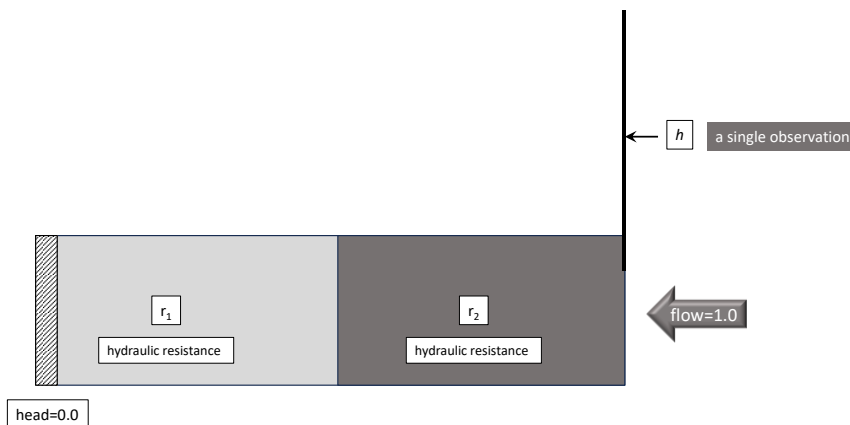 h
a single observation
r₁
r₂
flow=1.0
hydraulic resistance
hydraulic resistance
head=0.0